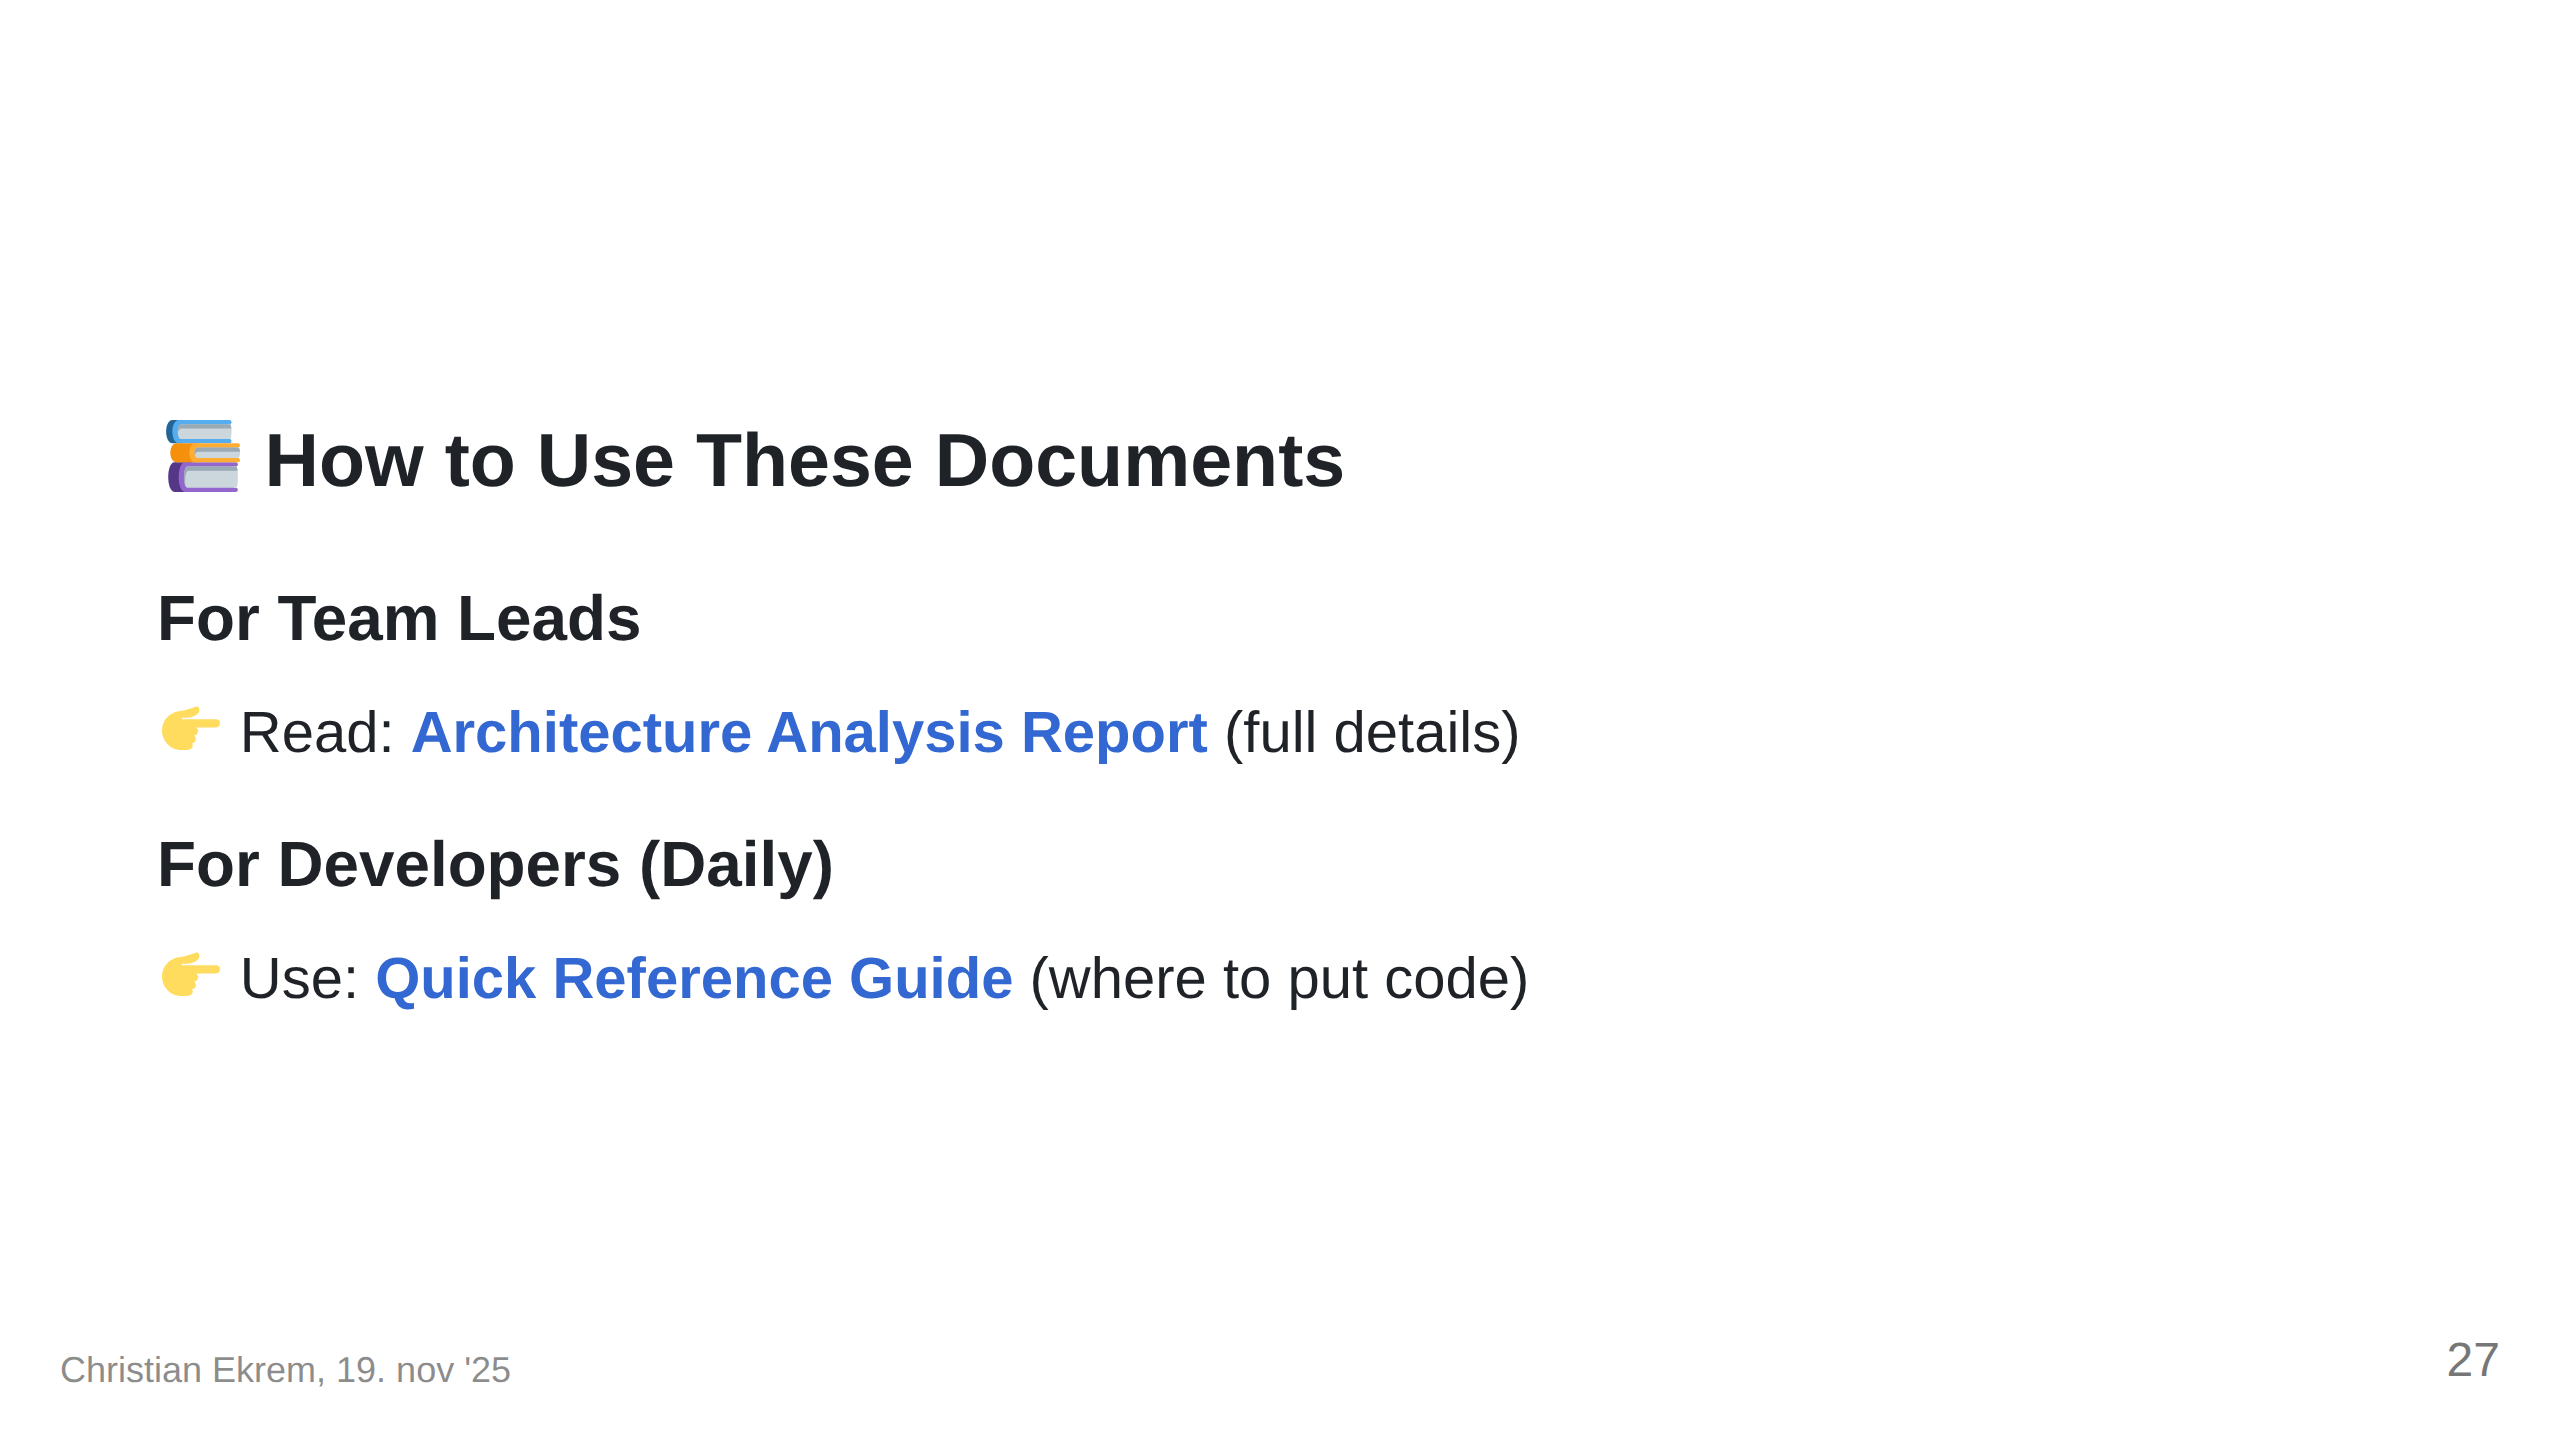 📚 How to Use These Documents
For Team Leads
👉 Read: Architecture Analysis Report (full details)
For Developers (Daily)
👉 Use: Quick Reference Guide (where to put code)
Christian Ekrem, 19. nov '25
27